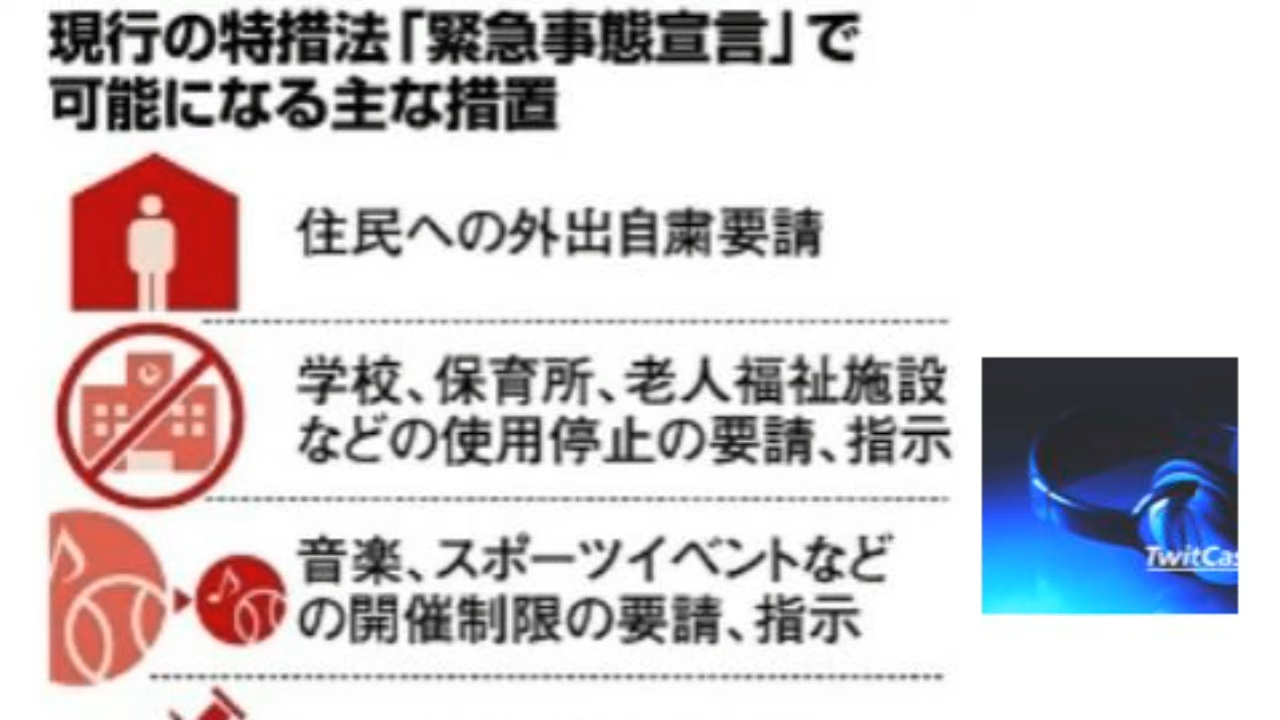 現行の特措法「緊急事態宣言」で
可能になる主な措置
住民への外出自粛要請
学校、保育所、老人福祉施設
などの使用停止の要請、指示
音楽、スポーツイベントなど
の開催制限の要請、指示
TwitCas